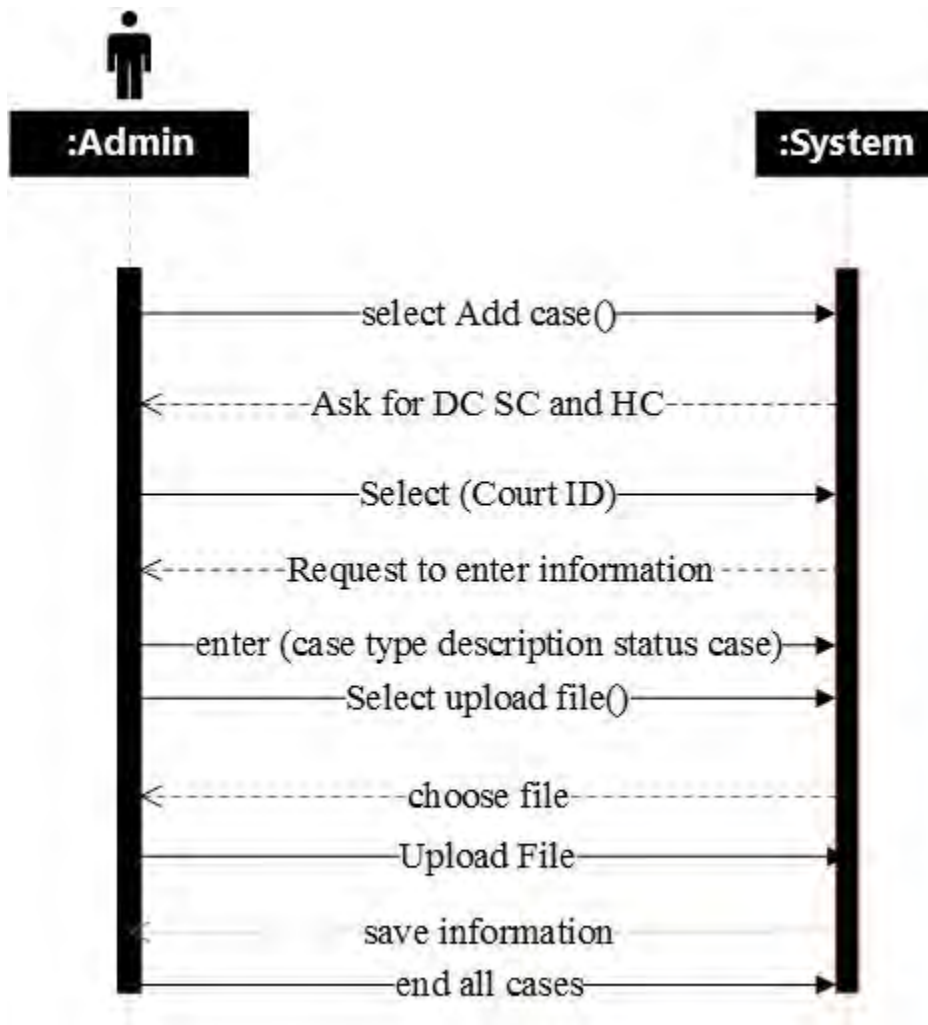 :Admin
:System
select Add case()
Ask for DC SC and HC
Select (Court ID)
Request to enter information
enter (case type description status case)
Select upload file()
choose file
Upload File
save information
end all cases